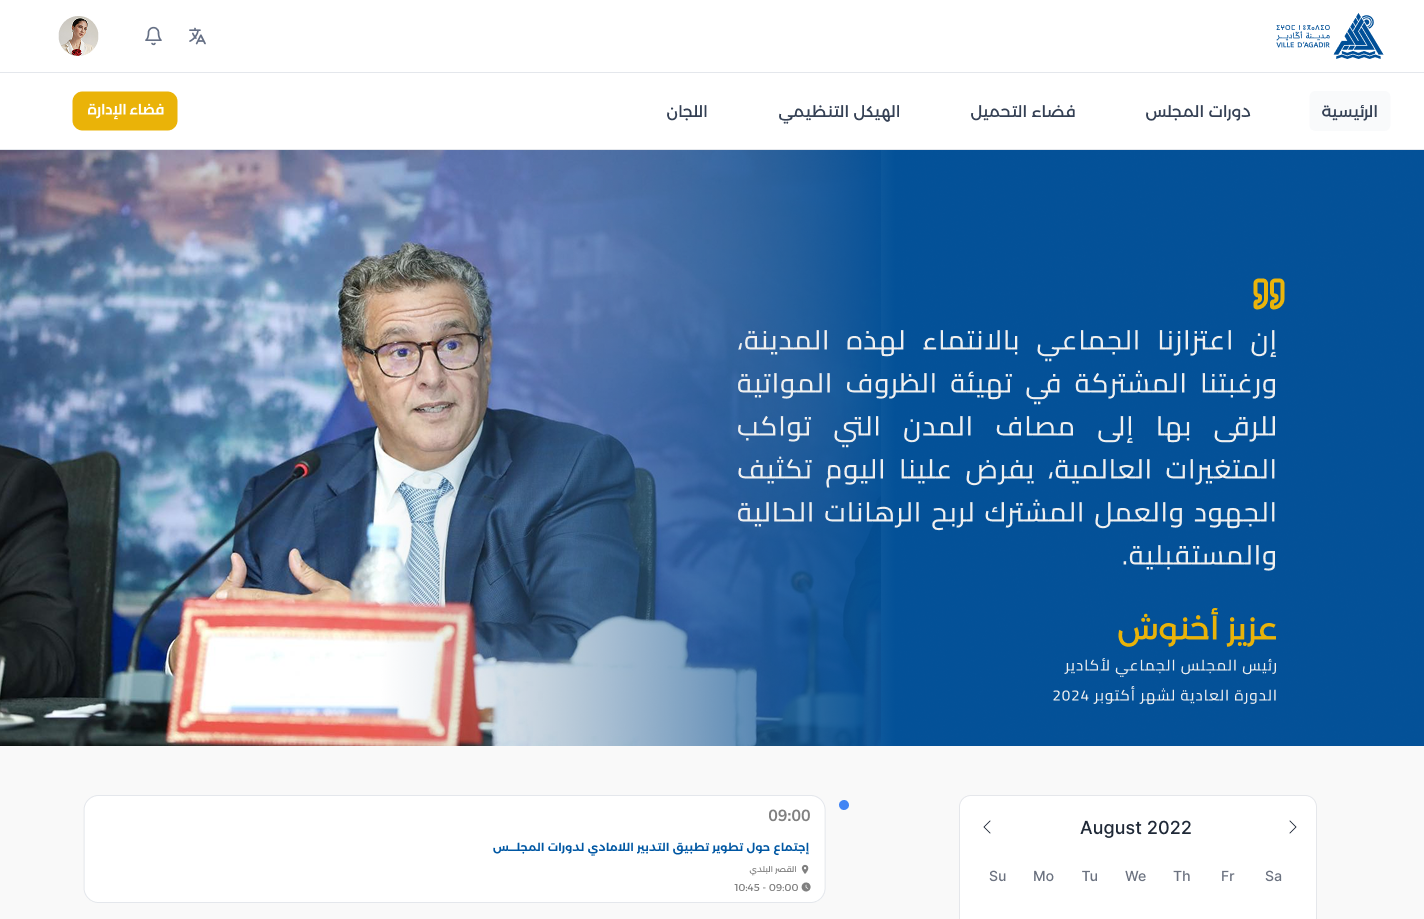 ⵜⵉⵖⵔⵎⵜ ⵏ ⵓⴳⴰⴷⵉⵔ
مدينة أكادير
VILLE D'AGADIR
الرئيسية
دورات المجلس
فضاء التحميل
الهيكل التنظيمي
اللجان
فضاء الإدارة
إن اعتزازنا الجماعي بالانتماء لهذه المدينة،
ورغبتنا المشتركة في تهيئة الظروف المواتية
للرقى بها إلى مصاف المدن التي تواكب
المتغيرات العالمية، يفرض علينا اليوم تكثيف
الجهود والعمل المشترك لربح الرهانات الحالية
والمستقبلية.
عزيز أخنوش
رئيس المجلس الجماعي لأكادير
الدورة العادية لشهر أكتوبر 2024
August 2022
Su Mo Tu We Th Fr Sa
09:00
إجتماع حول تطوير تطبيق التدبير اللامادي لدورات المجلــس
القصر البلدي
09:00 - 10:45